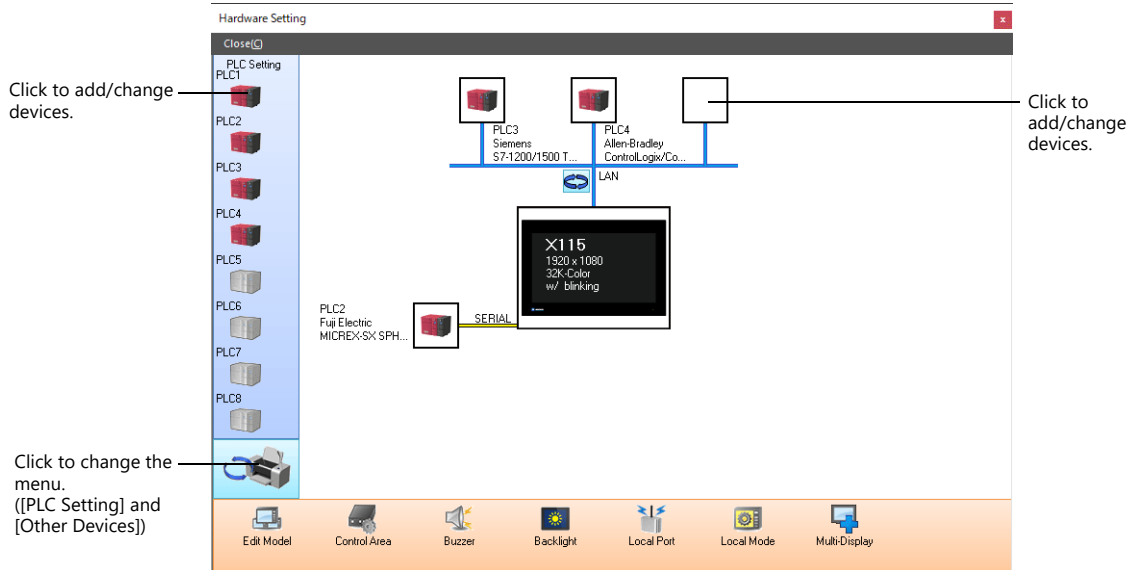 Hardware Setting
x
Close(C)
PLC Setting
PLC1
PLC2
PLC3
PLC4
PLC5
PLC6
PLC7
PLC8
Click to add/change
devices.
Click to change the
menu.
([PLC Setting] and
[Other Devices])
PLC3
Siemens
S7-1200/1500 T...
PLC4
Allen-Bradley
ControlLogix/Co...
LAN
Click to
add/change
devices.
X115
1920 x 1080
32K-Color
w/ blinking
PLC2
Fuji Electric
MICREX-SX SPH...
SERIAL
Edit Model
Control Area
Buzzer
Backlight
Local Port
Local Mode
Multi-Display